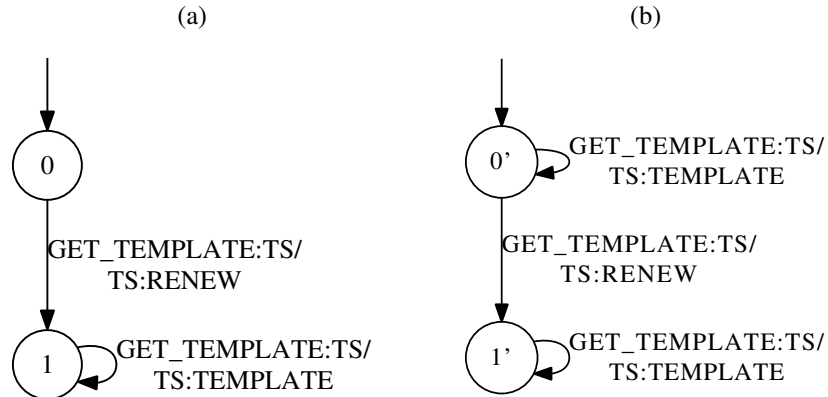 (a)
0
GET_TEMPLATE:TS/
TS:RENEW
1
GET_TEMPLATE:TS/
TS:TEMPLATE
(b)
0'
GET_TEMPLATE:TS/
TS:TEMPLATE
GET_TEMPLATE:TS/
TS:RENEW
1'
GET_TEMPLATE:TS/
TS:TEMPLATE